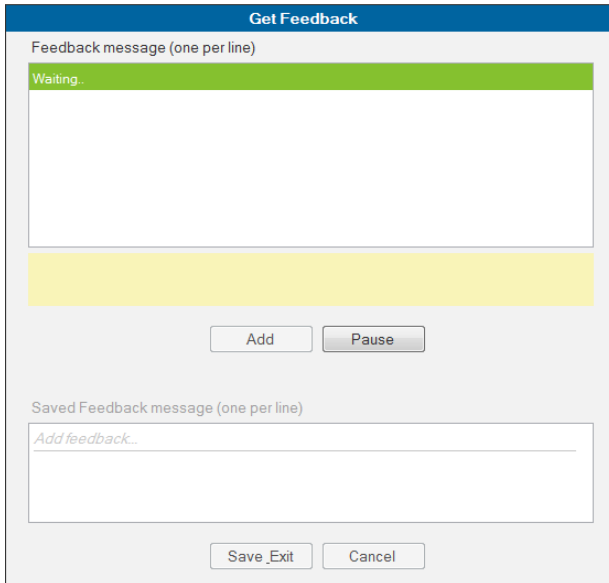 Get Feedback
Feedback message (one per line)
Waiting..
Add Pause
Saved Feedback message (one per line)
Add feedback...
Save_Exit Cancel